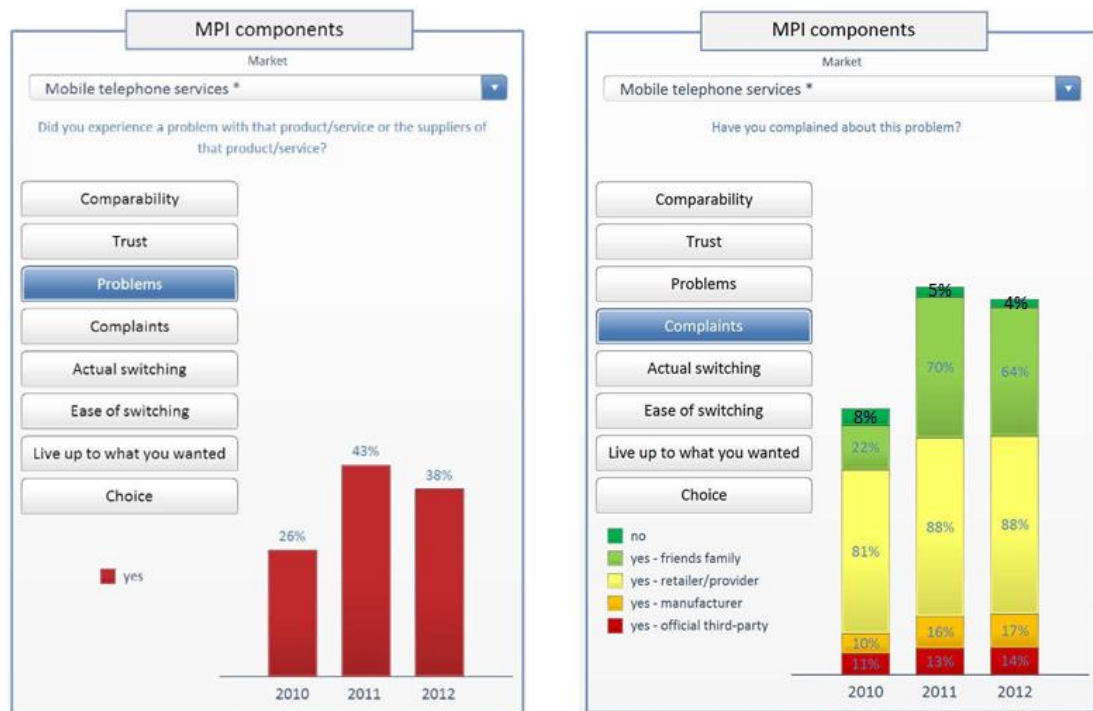 MPI components
Market
Mobile telephone services *
Did you experience a problem with that product/service or the suppliers of
that product/service?
Comparability
Trust
Problems
Complaints
Actual switching
Ease of switching
Live up to what you wanted
Choice
yes
26%
43%
38%
2010
2011
2012
MPI components
Market
Mobile telephone services *
Have you complained about this problem?
Comparability
Trust
Problems
Complaints
Actual switching
Ease of switching
Live up to what you wanted
Choice
no
yes - friends family
yes - retailer/provider
yes - manufacturer
yes - official third-party
8%
22%
81%
10%
11%
5%
70%
88%
16%
13%
4%
64%
88%
17%
14%
2010
2011
2012